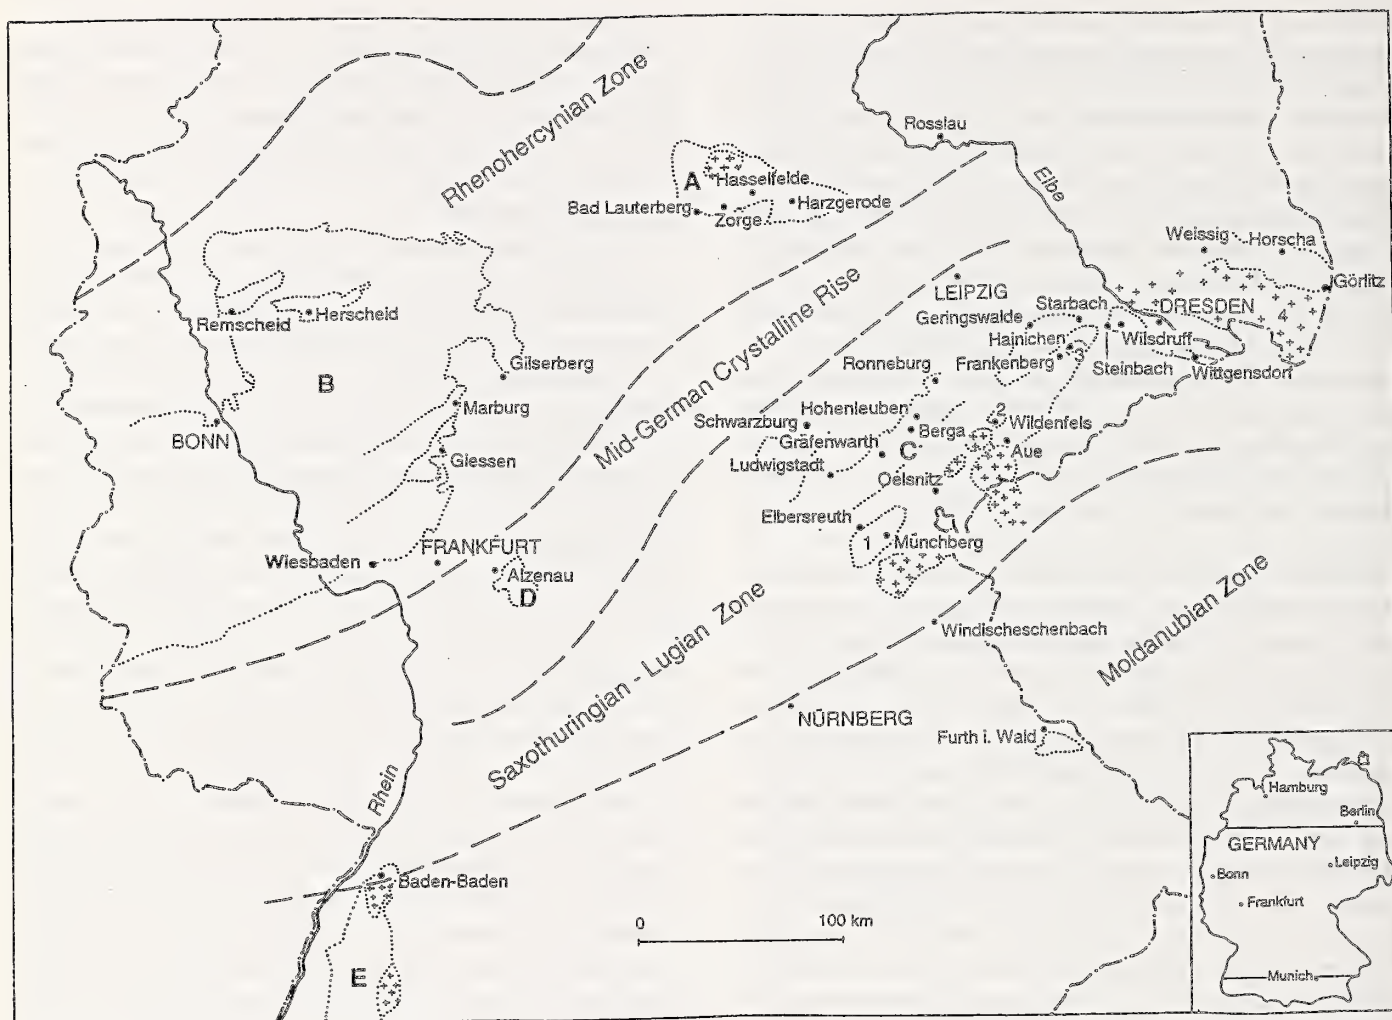 Rhenohercynian Zone
Rosslau
Elbe
A
Hasselfelde
Bad Lauterberg
Zorge
Harzgerode
Weissig
Horscha
Görlitz
Mid-German Crystalline Rise
LEIPZIG
Starbach
DRESDEN
4
Geringswalde
Remscheid
Herscheid
Hainichen
Wilsdruff
3
Gilserberg
Ronneburg
Frankenberg
Steinbach
Wittgensdorf
B
Marburg
Hohenleuben
2
Schwarzburg
Wildenfels
BONN
Berga
Gräfenwarth
C
Aue
Giessen
Ludwigstadt
Oelsnitz
Elbersreuth
1
Münchberg
FRANKFURT
Wiesbaden
Alzenau
D
Saxothuringian - Lugian Zone
Moldanubian Zone
Windischeschenbach
NÜRNBERG
Furth i. Wald
Rhein
Baden-Baden
E
0
100 km
Hamburg
Berlin
GERMANY
Leipzig
Bonn
Frankfurt
Munich